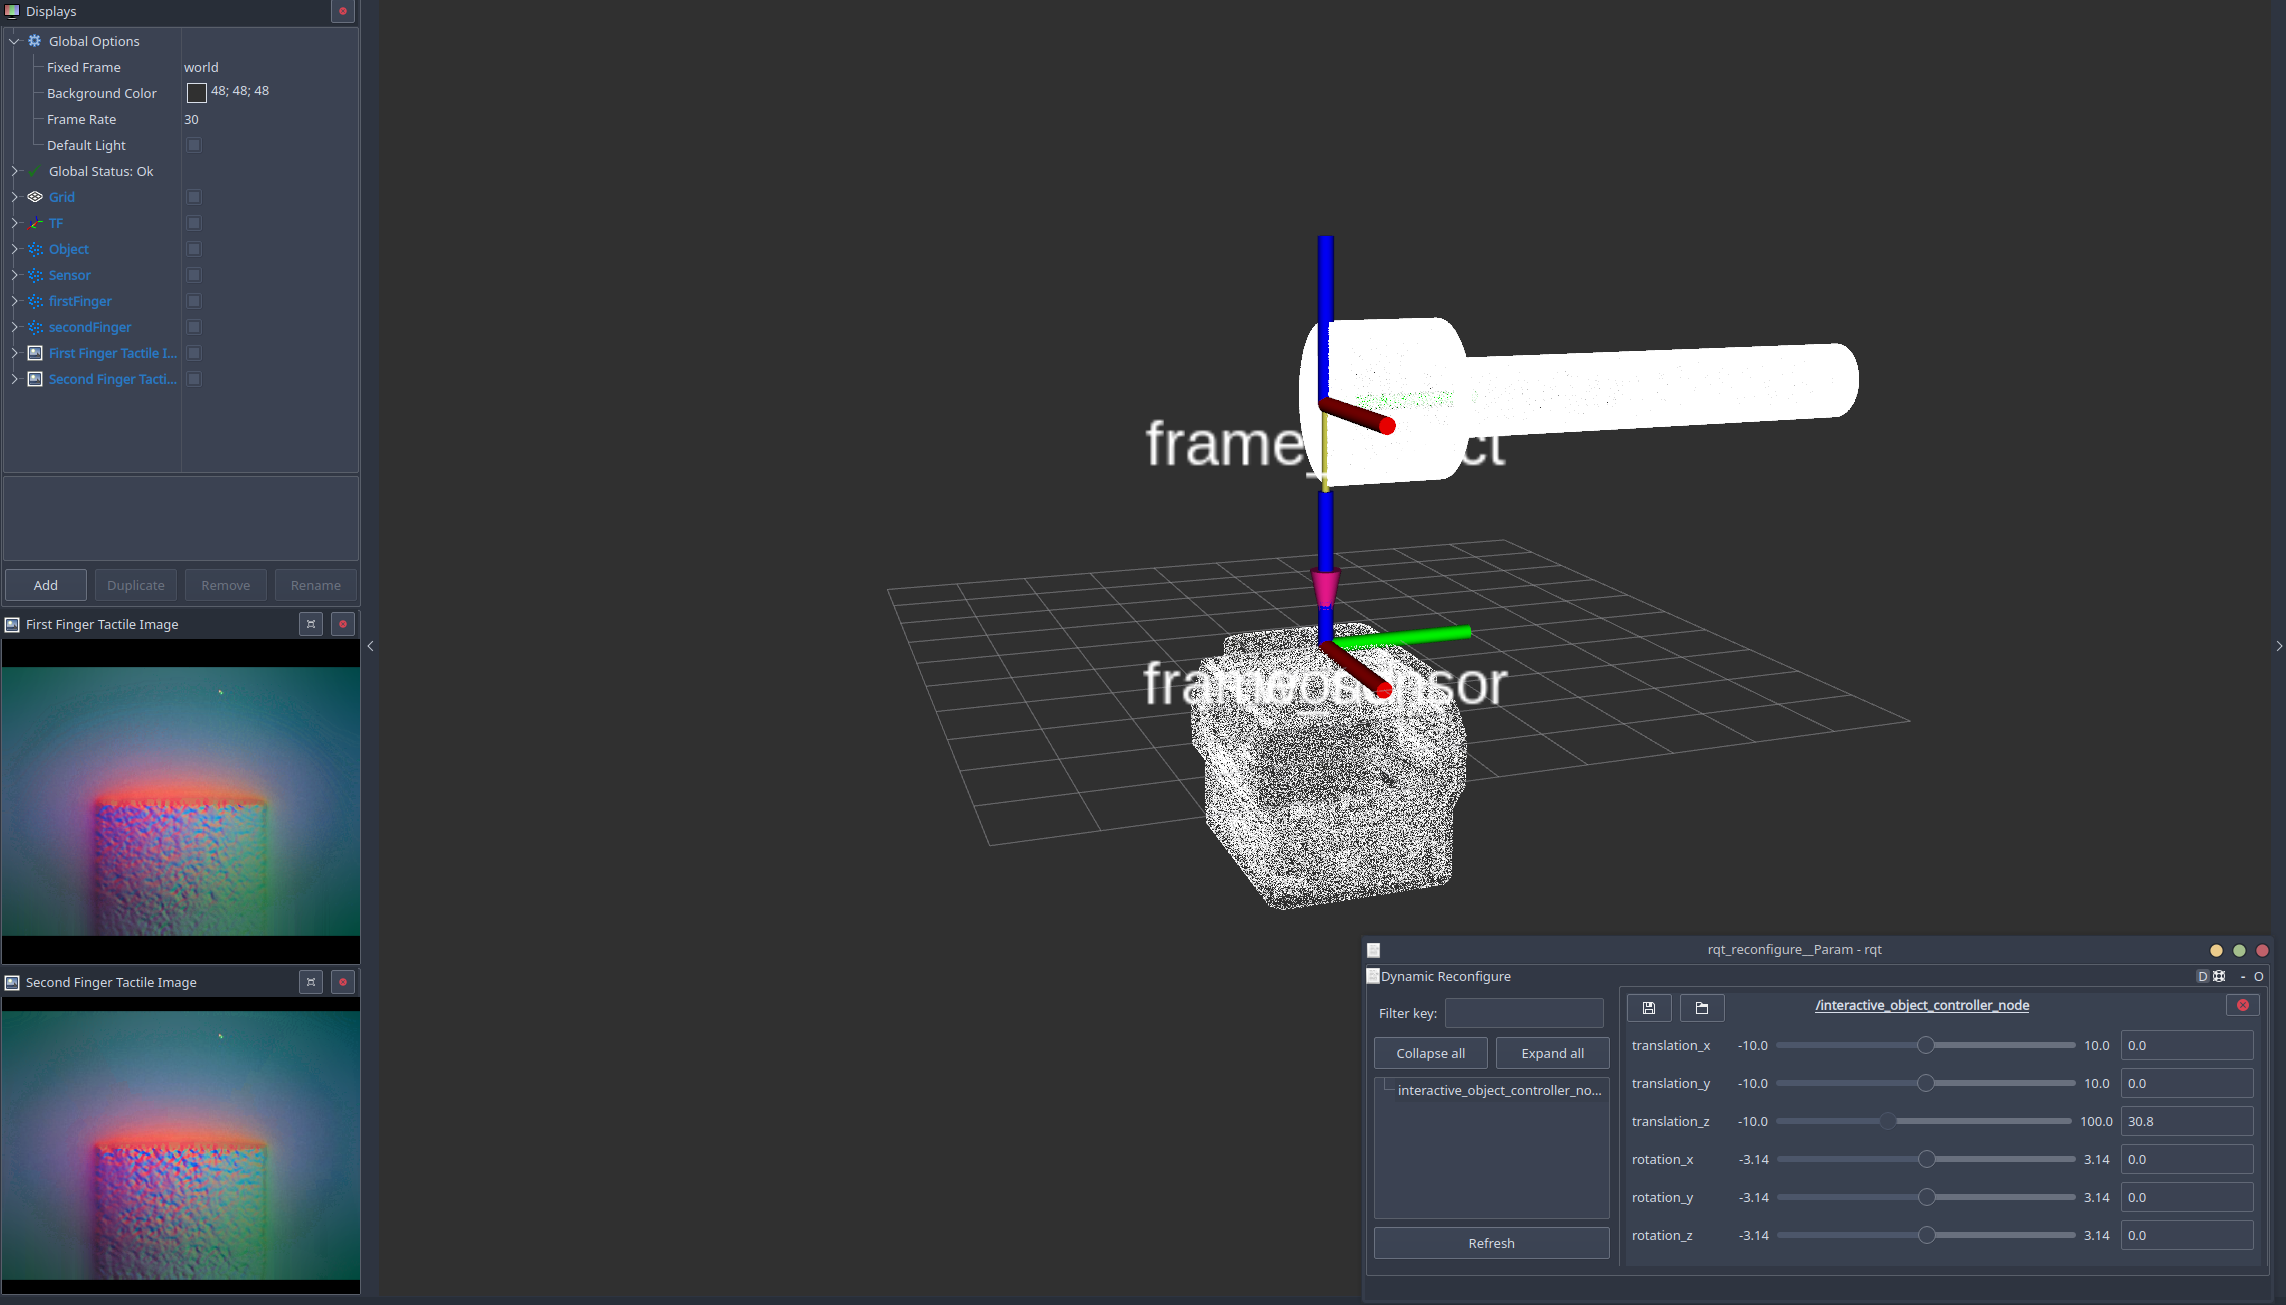 Displays
Global Options
Fixed Frame world
Background Color 48; 48; 48
Frame Rate 30
Default Light
Global Status: Ok
Grid
TF
Object
Sensor
firstFinger
secondFinger
First Finger Tactile I...
Second Finger Tacti...
Add Duplicate Remove Rename
First Finger Tactile Image
Second Finger Tactile Image
rqt_reconfigure__Param - rqt
Dynamic Reconfigure D - O
Filter key:
Collapse all Expand all
interactive_object_controller_no...
Refresh
/interactive_object_controller_node
translation_x -10.0 10.0 0.0
translation_y -10.0 10.0 0.0
translation_z -10.0 100.0 30.8
rotation_x -3.14 3.14 0.0
rotation_y -3.14 3.14 0.0
rotation_z -3.14 3.14 0.0